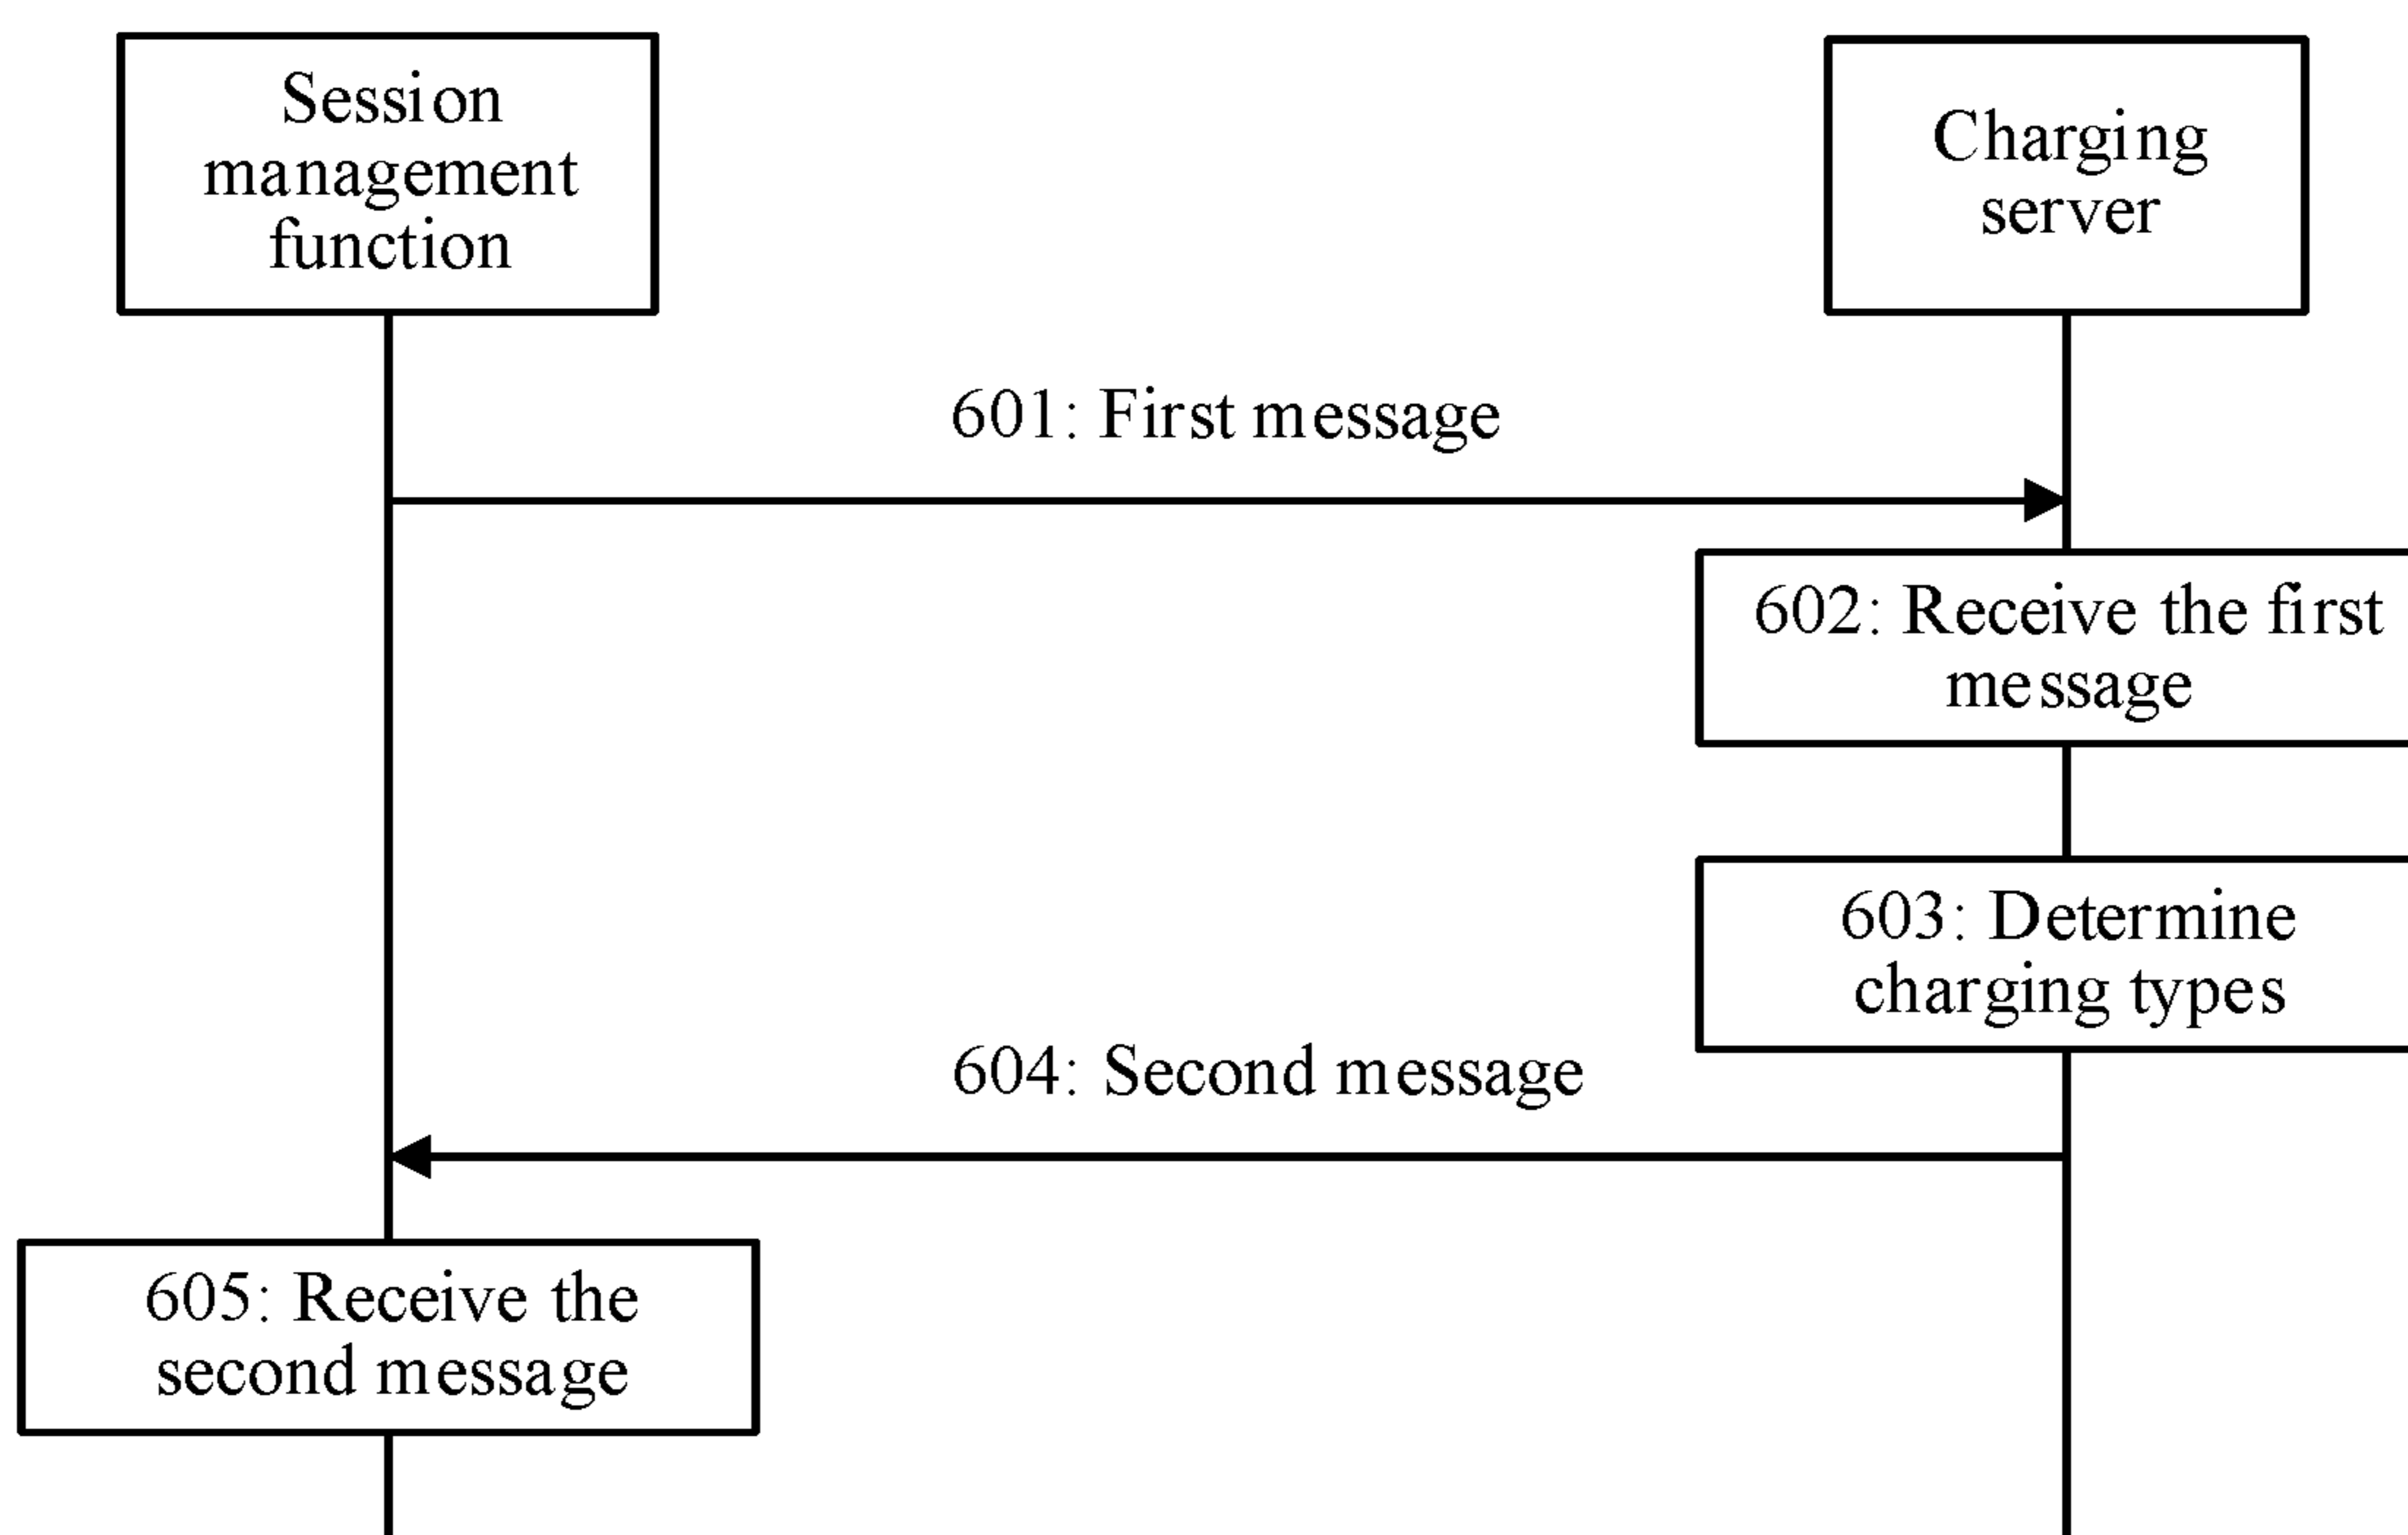 Session
management
function
Charging
server
601: First message
602: Receive the first
message
603: Determine
charging types
604: Second message
605: Receive the
second message